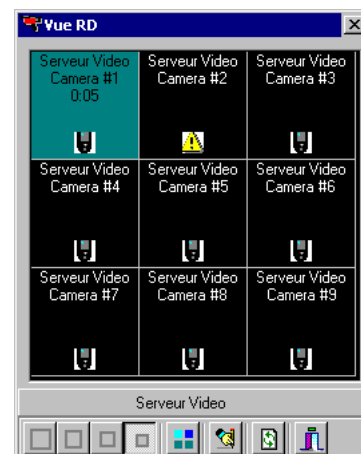 Vue RD
Serveur Video Serveur Video Serveur Video
Camera #1 Camera #2 Camera #3
0:05
Serveur Video Serveur Video Serveur Video
Camera #4 Camera #5 Camera #6
Serveur Video Serveur Video Serveur Video
Camera #7 Camera #8 Camera #9
Serveur Video